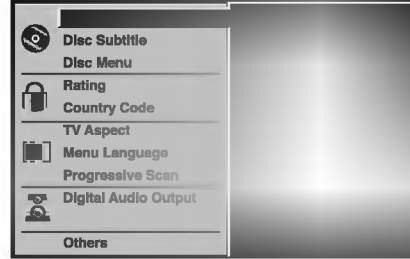 Disc Subtitle
Disc Menu
Rating
Country Code
TV Aspect
Menu Language
Progressive Scan
Digital Audio Output
Others